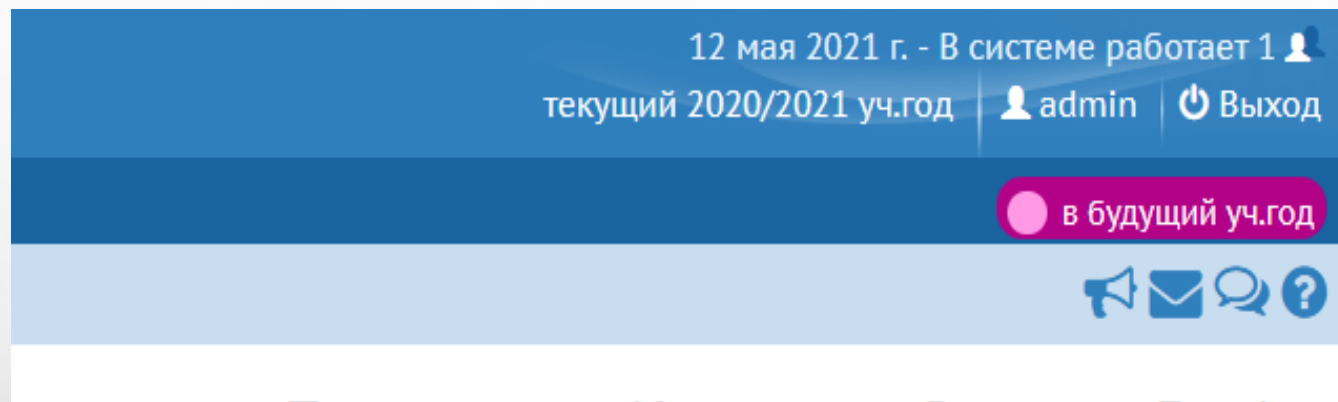 12 мая 2021 г. - В системе работает 1
текущий 2020/2021 уч.год admin Выход
в будущий уч.год